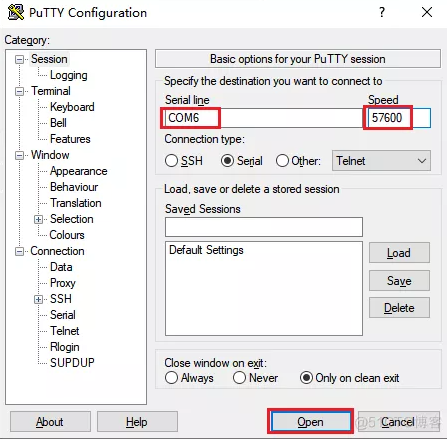 PuTTY Configuration
Category:
Session
Logging
Terminal
Keyboard
Bell
Features
Window
Appearance
Behaviour
Translation
Selection
Colours
Connection
Data
Proxy
SSH
Serial
Telnet
Rlogin
SUPDUP
Basic options for your PuTTY session
Specify the destination you want to connect to
Serial line
Speed
COM6
57600
Connection type:
SSH
Serial
Other:
Telnet
Load, save or delete a stored session
Saved Sessions
Default Settings
Load
Save
Delete
Close window on exit:
Always
Never
Only on clean exit
About
Help
Open
Cancel